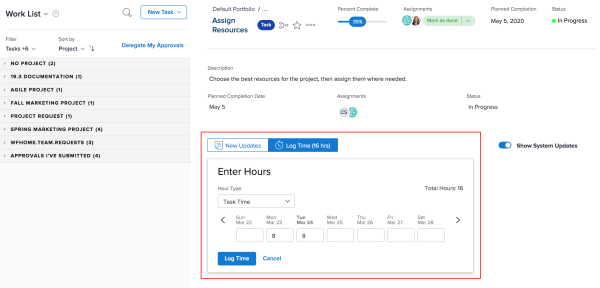 Work List
New Task
Filter
Tasks +6
Sort by
Project
Delegate My Approvals
NO PROJECT (2)
19.3 DOCUMENTATION (1)
AGILE PROJECT (1)
FALL MARKETING PROJECT (1)
PROJECT REQUEST (1)
SPRING MARKETING PROJECT (4)
WFHOME.TEAM.REQUESTS (3)
APPROVALS I'VE SUBMITTED (4)
Default Portfolio / ...
Assign Resources
Task
Percent Complete
35%
Assignments
Mark as done
Planned Completion
May 5, 2020
Status
In Progress
Description
Choose the best resources for the project, then assign them where needed.
Planned Completion Date
May 5
Assignments
CS
Status
In Progress
New Updates
Log Time (16 hrs)
Show System Updates
Enter Hours
Hour Type
Task Time
Total Hours: 16
Sun Mon Tue Wed Thu Fri Sat
Mar 22 Mar 23 Mar 24 Mar 25 Mar 26 Mar 27 Mar 28
8 8
Log Time Cancel